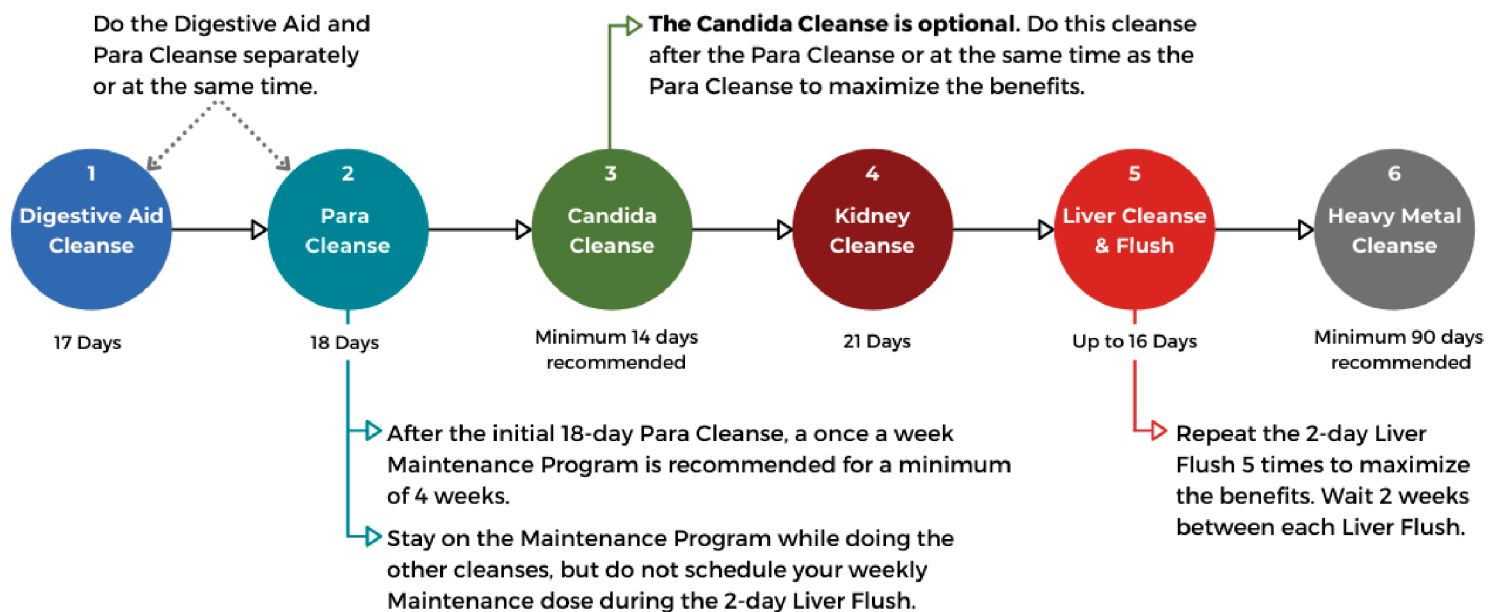 Do the Digestive Aid and
Para Cleanse separately
or at the same time.
The Candida Cleanse is optional. Do this cleanse
after the Para Cleanse or at the same time as the
Para Cleanse to maximize the benefits.
1
Digestive Aid
Cleanse
17 Days
2
Para
Cleanse
18 Days
3
Candida
Cleanse
Minimum 14 days
recommended
4
Kidney
Cleanse
21 Days
5
Liver Cleanse
& Flush
Up to 16 Days
6
Heavy Metal
Cleanse
Minimum 90 days
recommended
After the initial 18-day Para Cleanse, a once a week
Maintenance Program is recommended for a minimum
of 4 weeks.
Stay on the Maintenance Program while doing the
other cleanses, but do not schedule your weekly
Maintenance dose during the 2-day Liver Flush.
Repeat the 2-day Liver
Flush 5 times to maximize
the benefits. Wait 2 weeks
between each Liver Flush.